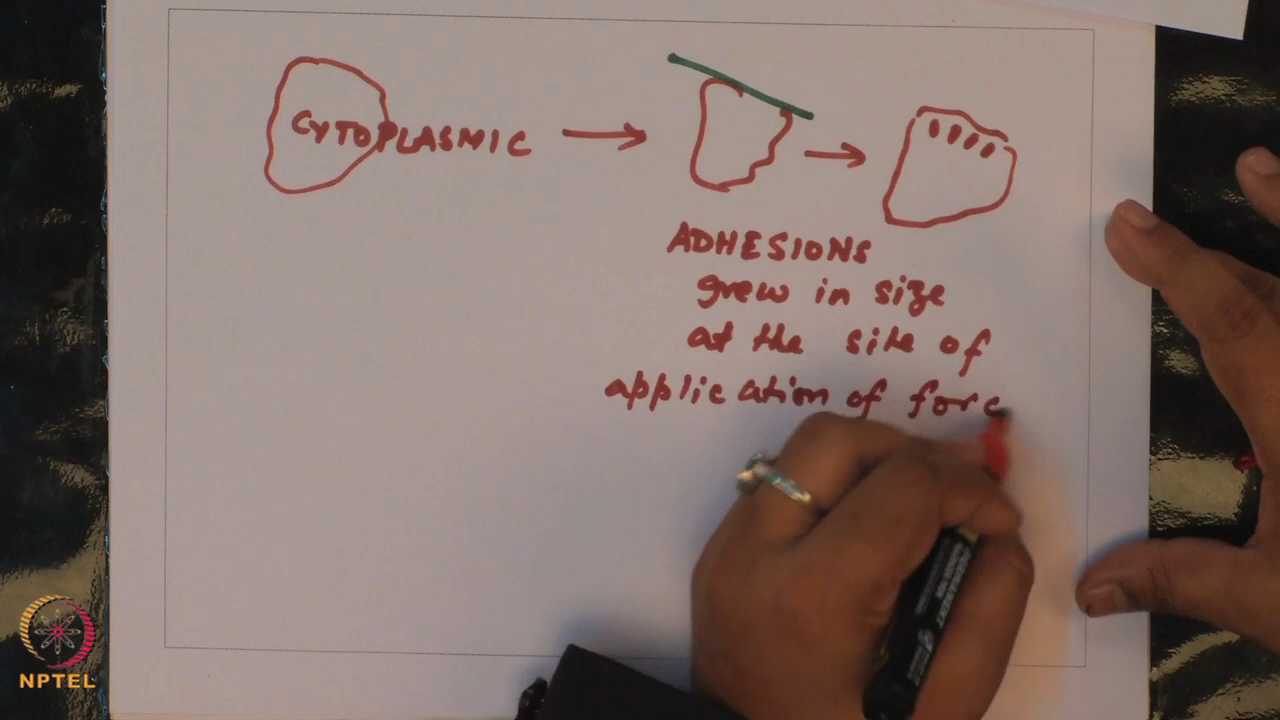 CYTOPLASMIC
ADHESIONS
grew in size
at the site of
application of forc
NPTEL